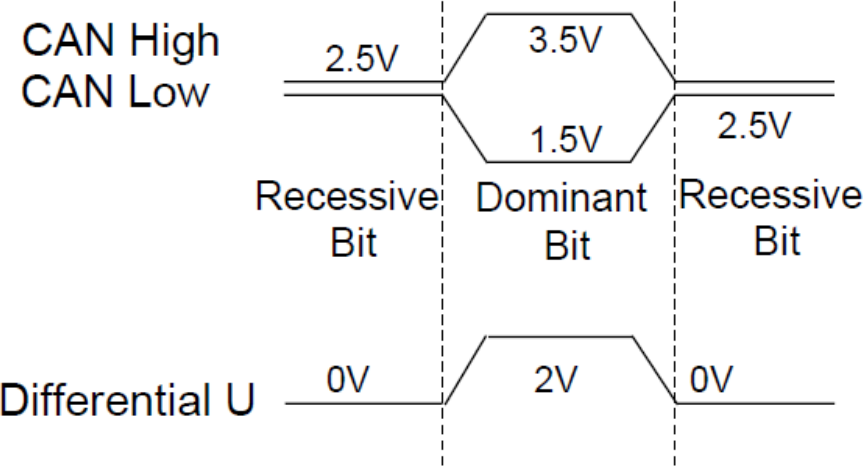 CAN High
CAN Low
2.5V
3.5V
1.5V
2.5V
Recessive
Bit
Dominant
Bit
Recessive
Bit
Differential U
0V
2V
0V